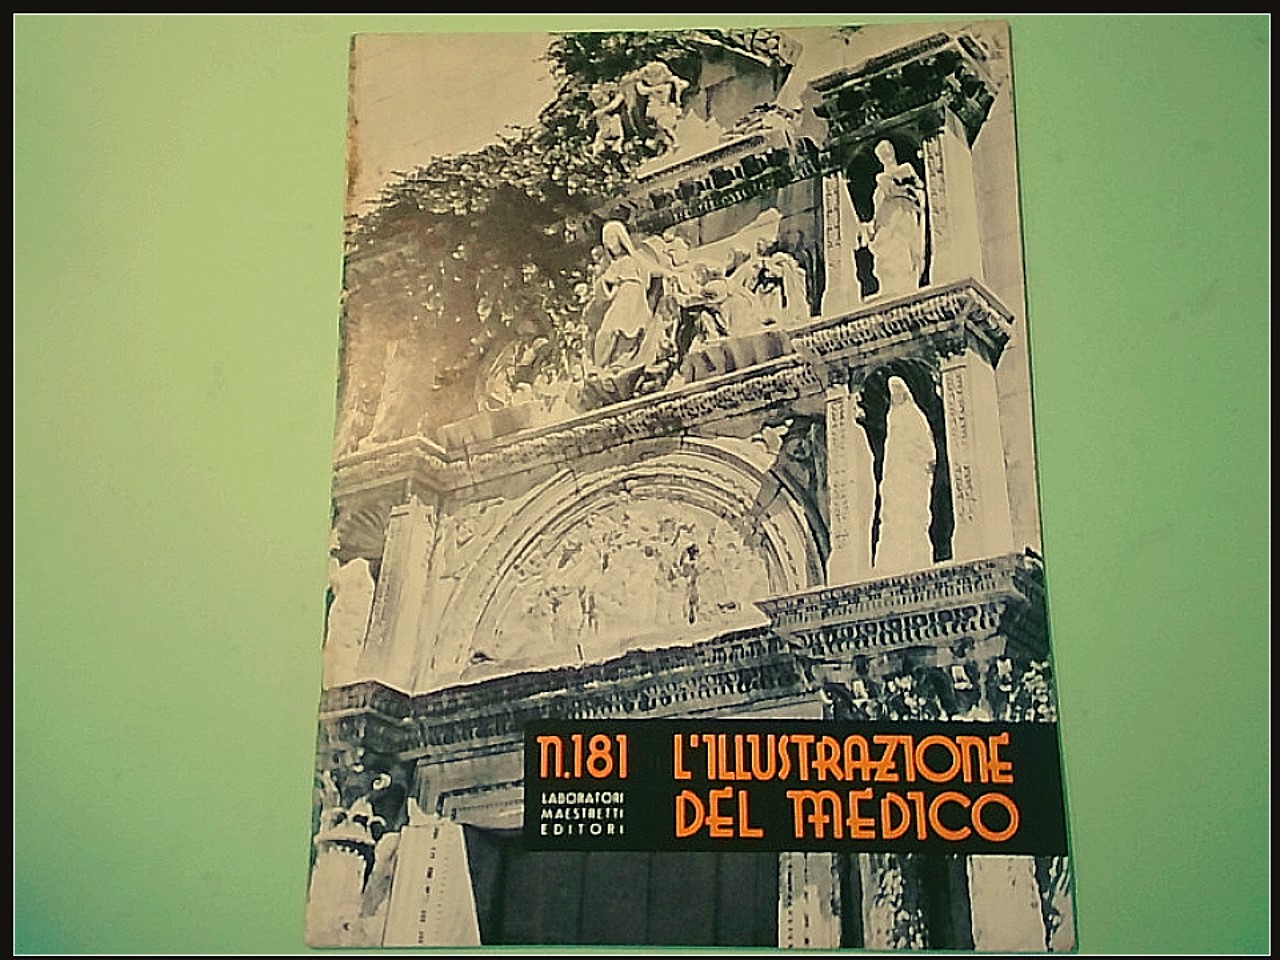 N.181
LABORATORI
MAESTRETTI
EDITORI
L'ILLUSTRAZIONE
DEL MEDICO